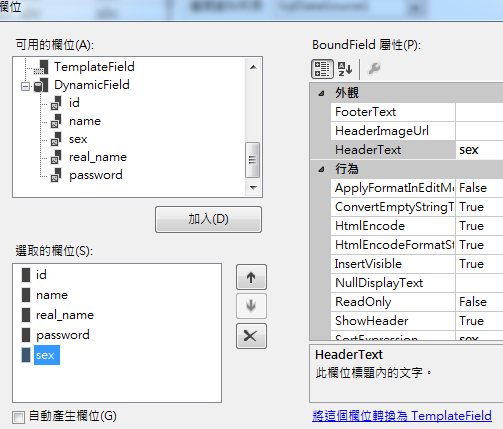 欄位
可用的欄位(A):
TemplateField
DynamicField
id
name
sex
real_name
password
加入(D)
選取的欄位(S):
id
name
real_name
password
sex
自動產生欄位(G)
BoundField 屬性(P):
外觀
FooterText
HeaderImageUrl
HeaderText sex
行為
ApplyFormatInEditMo False
ConvertEmptyStringT True
HtmlEncode True
HtmlEncodeFormatSt True
InsertVisible True
NullDisplayText
ReadOnly False
ShowHeader True
SortExpression sex
HeaderText
此欄位標題內的文字。
將這個欄位轉換為 TemplateField